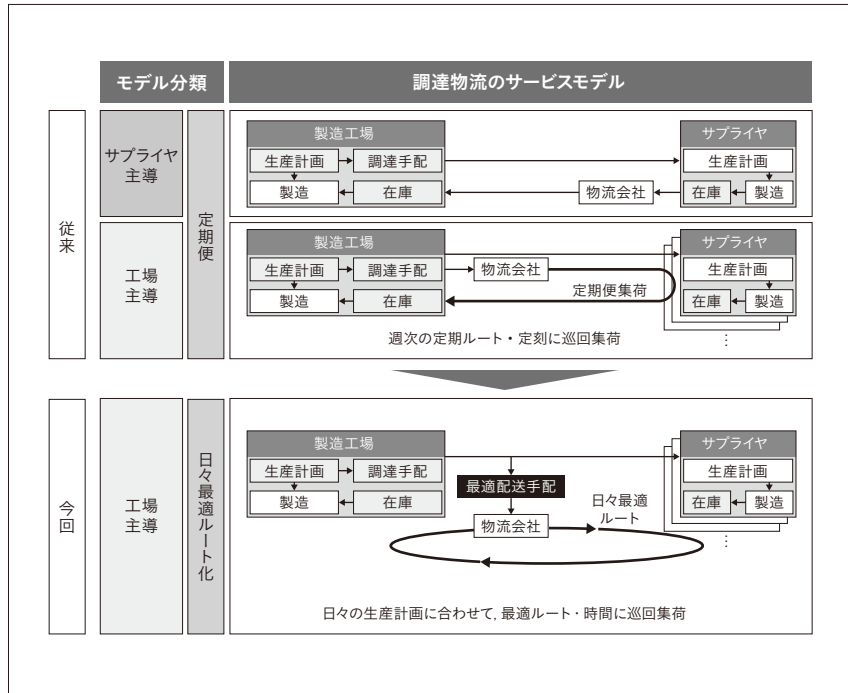 モデル分類
調達物流のサービスモデル
従来
サプライヤ
主導
定期便
製造工場
生産計画
調達手配
製造
在庫
物流会社
サプライヤ
生産計画
在庫
製造
工場
主導
製造工場
生産計画
調達手配
物流会社
製造
在庫
定期便集荷
サプライヤ
生産計画
在庫
製造
⋮
週次の定期ルート・定刻に巡回集荷
今回
工場
主導
日々最適ルート化
製造工場
生産計画
調達手配
製造
在庫
最適配送手配
物流会社
日々最適
ルート
サプライヤ
生産計画
在庫
製造
⋮
日々の生産計画に合わせて, 最適ルート・時間に巡回集荷